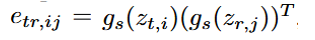 $e_{tr,ij} = g_s(z_{t,i})(g_s(z_{r,j}))^T$.